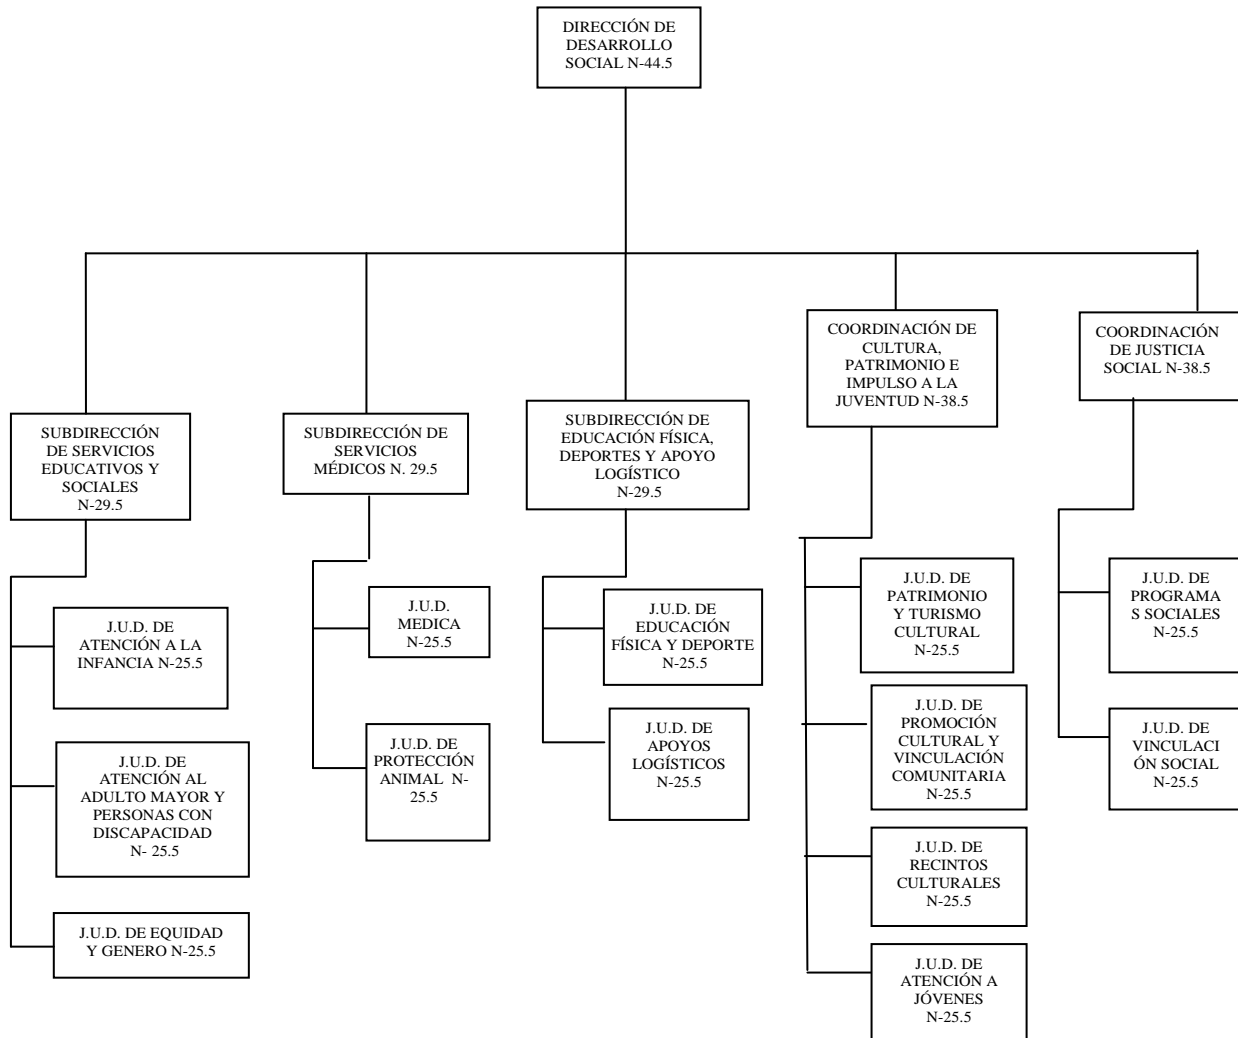 DIRECCIÓN DE
DESARROLLO
SOCIAL N-44.5
COORDINACIÓN DE
CULTURA,
PATRIMONIO E
IMPULSO A LA
JUVENTUD N-38.5
COORDINACIÓN
DE JUSTICIA
SOCIAL N-38.5
SUBDIRECCIÓN
DE SERVICIOS
EDUCATIVOS Y
SOCIALES
N-29.5
SUBDIRECCIÓN DE
SERVICIOS
MÉDICOS N. 29.5
SUBDIRECCIÓN DE
EDUCACIÓN FÍSICA,
DEPORTES Y APOYO
LOGÍSTICO
N-29.5
J.U.D. DE
ATENCIÓN A LA
INFANCIA N-25.5
J.U.D.
MEDICA
N-25.5
J.U.D. DE
EDUCACIÓN
FÍSICA Y DEPORTE
N-25.5
J.U.D. DE
PATRIMONIO
Y TURISMO
CULTURAL
N-25.5
J.U.D. DE
PROGRAMA
S SOCIALES
N-25.5
J.U.D. DE
ATENCIÓN AL
ADULTO MAYOR Y
PERSONAS CON
DISCAPACIDAD
N- 25.5
J.U.D. DE
PROTECCIÓN
ANIMAL  N-
25.5
J.U.D. DE
APOYOS
LOGÍSTICOS
N-25.5
J.U.D. DE
PROMOCIÓN
CULTURAL Y
VINCULACIÓN
COMUNITARIA
N-25.5
J.U.D. DE
VINCULACI
ÓN SOCIAL
N-25.5
J.U.D. DE
RECINTOS
CULTURALES
N-25.5
J.U.D. DE EQUIDAD
Y GENERO N-25.5
J.U.D. DE
ATENCIÓN A
JÓVENES
N-25.5